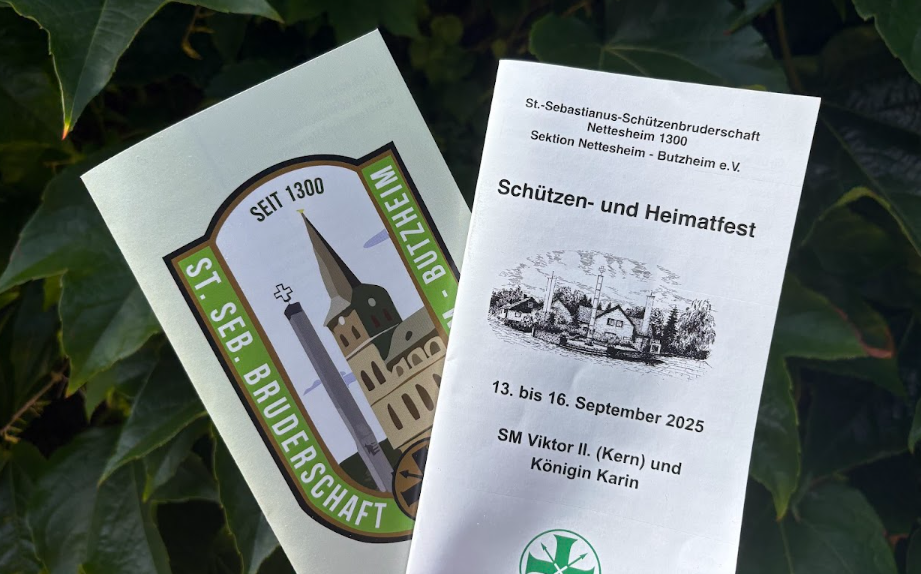 SEIT 1300
ST. SEB. BRUDERSCHAFT
- BUTZHEIM
St.-Sebastianus-Schützenbruderschaft
Nettesheim 1300
Sektion Nettesheim - Butzheim e.V.
Schützen- und Heimatfest
13. bis 16. September 2025
SM Viktor II. (Kern) und
Königin Karin